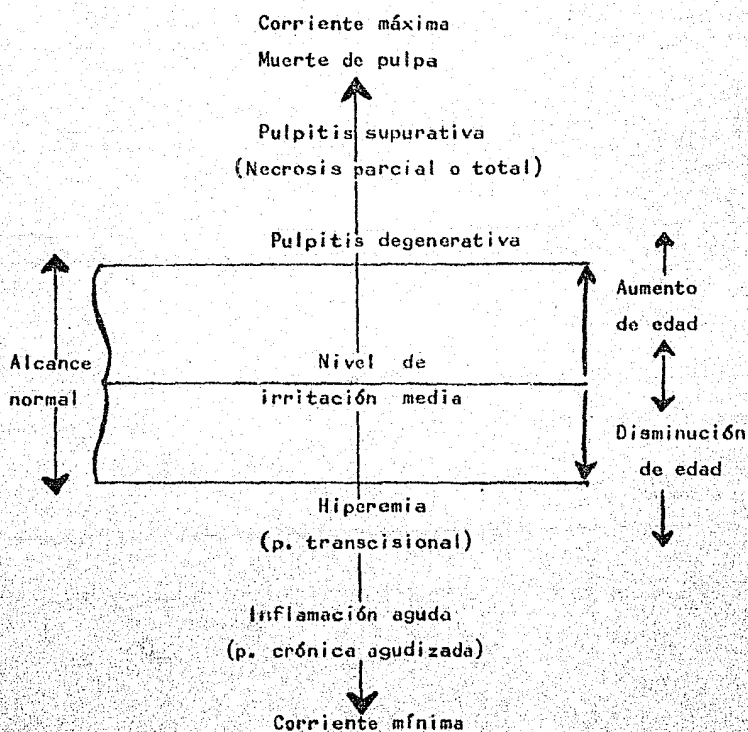 Corriente máxima
Muerte de pulpa
Pulpitis supurativa
(Necrosis parcial o total)
Pulpitis degenerativa
Aumento
de edad
Alcance
normal
Nivel de
irritación media
Disminución
de edad
Hiperemia
(p. transcisional)
Inflamación aguda
(p. crónica agudizada)
Corriente mínima